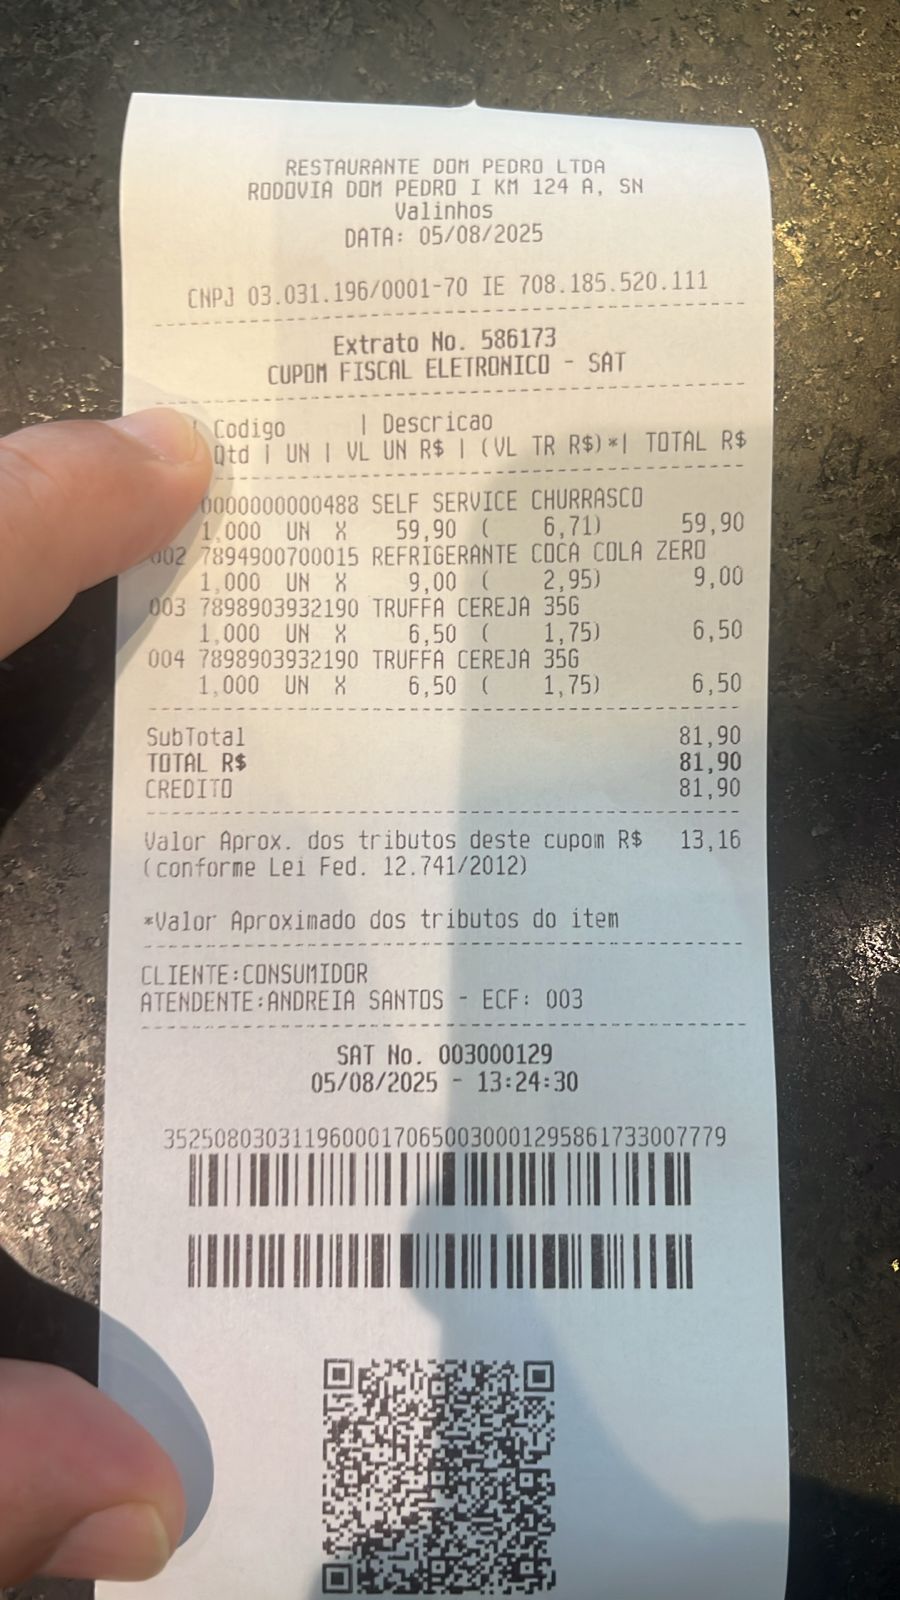 RESTAURANTE DOM PEDRO LTDA
RODOVIA DOM PEDRO I KM 124 A, SN
Valinhos
DATA: 05/08/2025
CNPJ 03.031.196/0001-70 IE 708.185.520.111
Extrato No. 586173
CUPOM FISCAL ELETRONICO - SAT
| Codigo | Descricao
Qtd | UN | VL UN R$ | (VL TR R$)*| TOTAL R$
0000000000488 SELF SERVICE CHURRASCO
1,000 UN X 59,90 ( 6,71) 59,90
002 7894900700015 REFRIGERANTE COCA COLA ZERO
1,000 UN X 9,00 ( 2,95) 9,00
003 7898903932190 TRUFFA CEREJA 35G
1,000 UN X 6,50 ( 1,75) 6,50
004 7898903932190 TRUFFA CEREJA 35G
1,000 UN X 6,50 ( 1,75) 6,50
SubTotal 81,90
TOTAL R$ 81,90
CREDITO 81,90
Valor Aprox. dos tributos deste cupom R$ 13,16
(conforme Lei Fed. 12.741/2012)
*Valor Aproximado dos tributos do item
CLIENTE:CONSUMIDOR
ATENDENTE:ANDREIA SANTOS - ECF: 003
SAT No. 003000129
05/08/2025 - 13:24:30
35250803031196000170650030001295861733007779